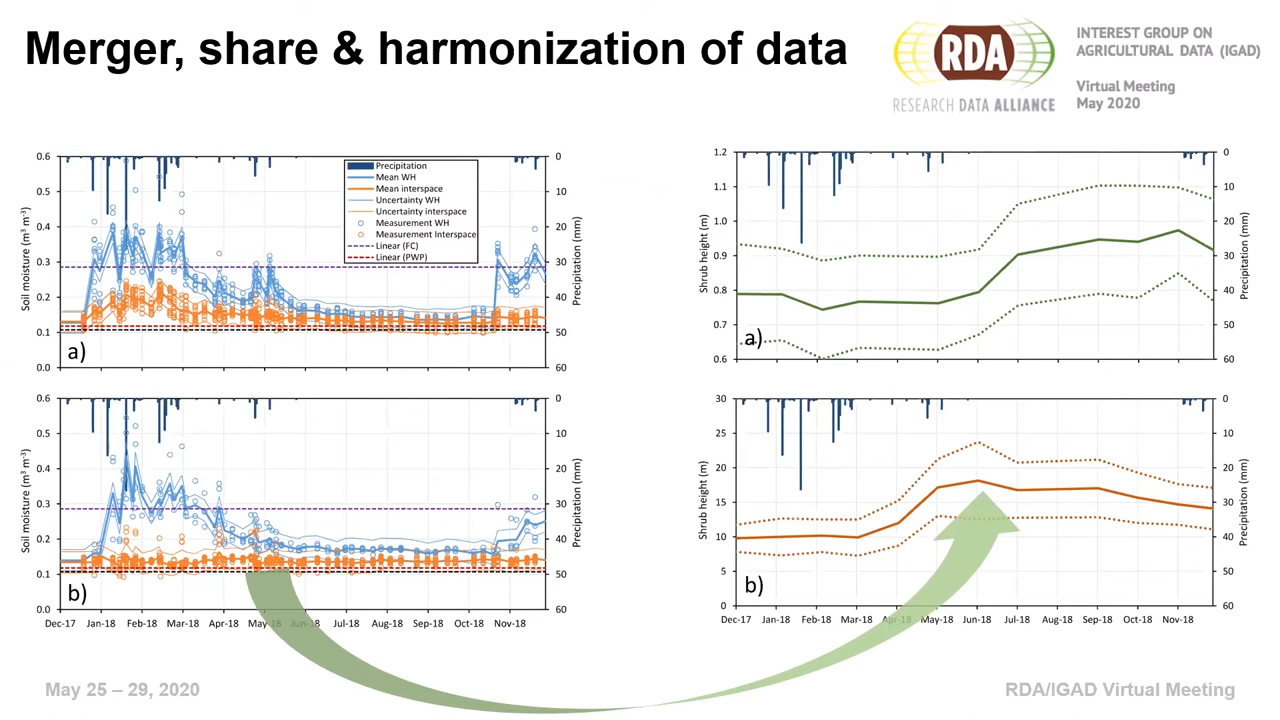 Merger, share & harmonization of data
RDA
RESEARCH DATA ALLIANCE
INTEREST GROUP ON
AGRICULTURAL DATA (IGAD)
Virtual Meeting
May 2020
Soil moisture (m³ m⁻³)
0.6
0.5
0.4
0.3
0.2
0.1
0.0
Precipitation
Mean WH
Mean interspace
Uncertainty WH
Uncertainty interspace
Measurement WH
Measurement Interspace
Linear (FC)
Linear (PWP)
a)
0
10
20
30
40
50
60
Precipitation (mm)
Shrub height (m)
1.2
1.1
1.0
0.9
0.8
0.7
0.6
a)
0
10
20
30
40
50
60
Precipitation (mm)
Soil moisture (m³ m⁻³)
0.6
0.5
0.4
0.3
0.2
0.1
0.0
b)
0
10
20
30
40
50
60
Precipitation (mm)
Dec-17 Jan-18 Feb-18 Mar-18 Apr-18 May-18 Jun-18 Jul-18 Aug-18 Sep-18 Oct-18 Nov-18
Shrub height (m)
30
25
20
15
10
5
0
b)
0
10
20
30
40
50
60
Precipitation (mm)
Dec-17 Jan-18 Feb-18 Mar-18 Apr-18 May-18 Jun-18 Jul-18 Aug-18 Sep-18 Oct-18 Nov-18
May 25 – 29, 2020
RDA/IGAD Virtual Meeting